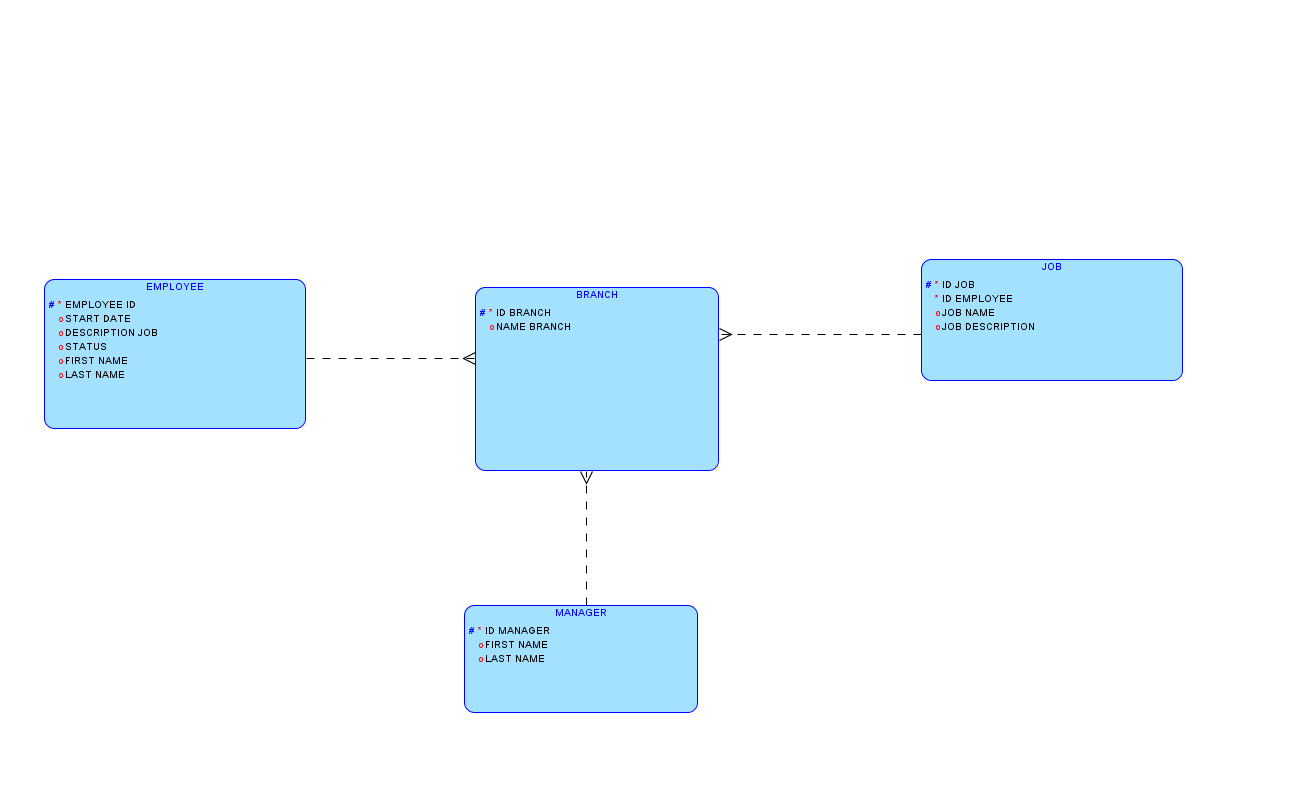 EMPLOYEE
# * EMPLOYEE ID
o START DATE
o DESCRIPTION JOB
o STATUS
o FIRST NAME
o LAST NAME
BRANCH
# * ID BRANCH
o NAME BRANCH
JOB
# * ID JOB
* ID EMPLOYEE
o JOB NAME
o JOB DESCRIPTION
MANAGER
# * ID MANAGER
o FIRST NAME
o LAST NAME